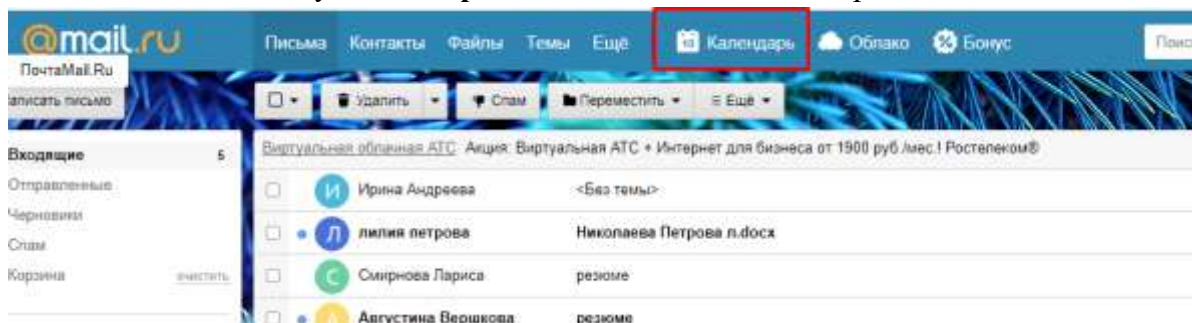 @mail.ru Письма Контакты Файлы Темы Ещё Календарь Облако Бонус Поис
ПочтаMail.Ru
аписать письмо Удалить Спам Переместить Ещё
Входящие 5
Отправленные
Черновики
Спам
Корзина очистить
Виртуальная облачная АТС Акция: Виртуальная АТС + Интернет для бизнеса от 1900 руб./мес.! Ростелеком®
И Ирина Андреева <Без темы>
Л лилия петрова Николаева Петрова л.docx
С Смирнова Лариса резюме
А Августина Вершкова резюме